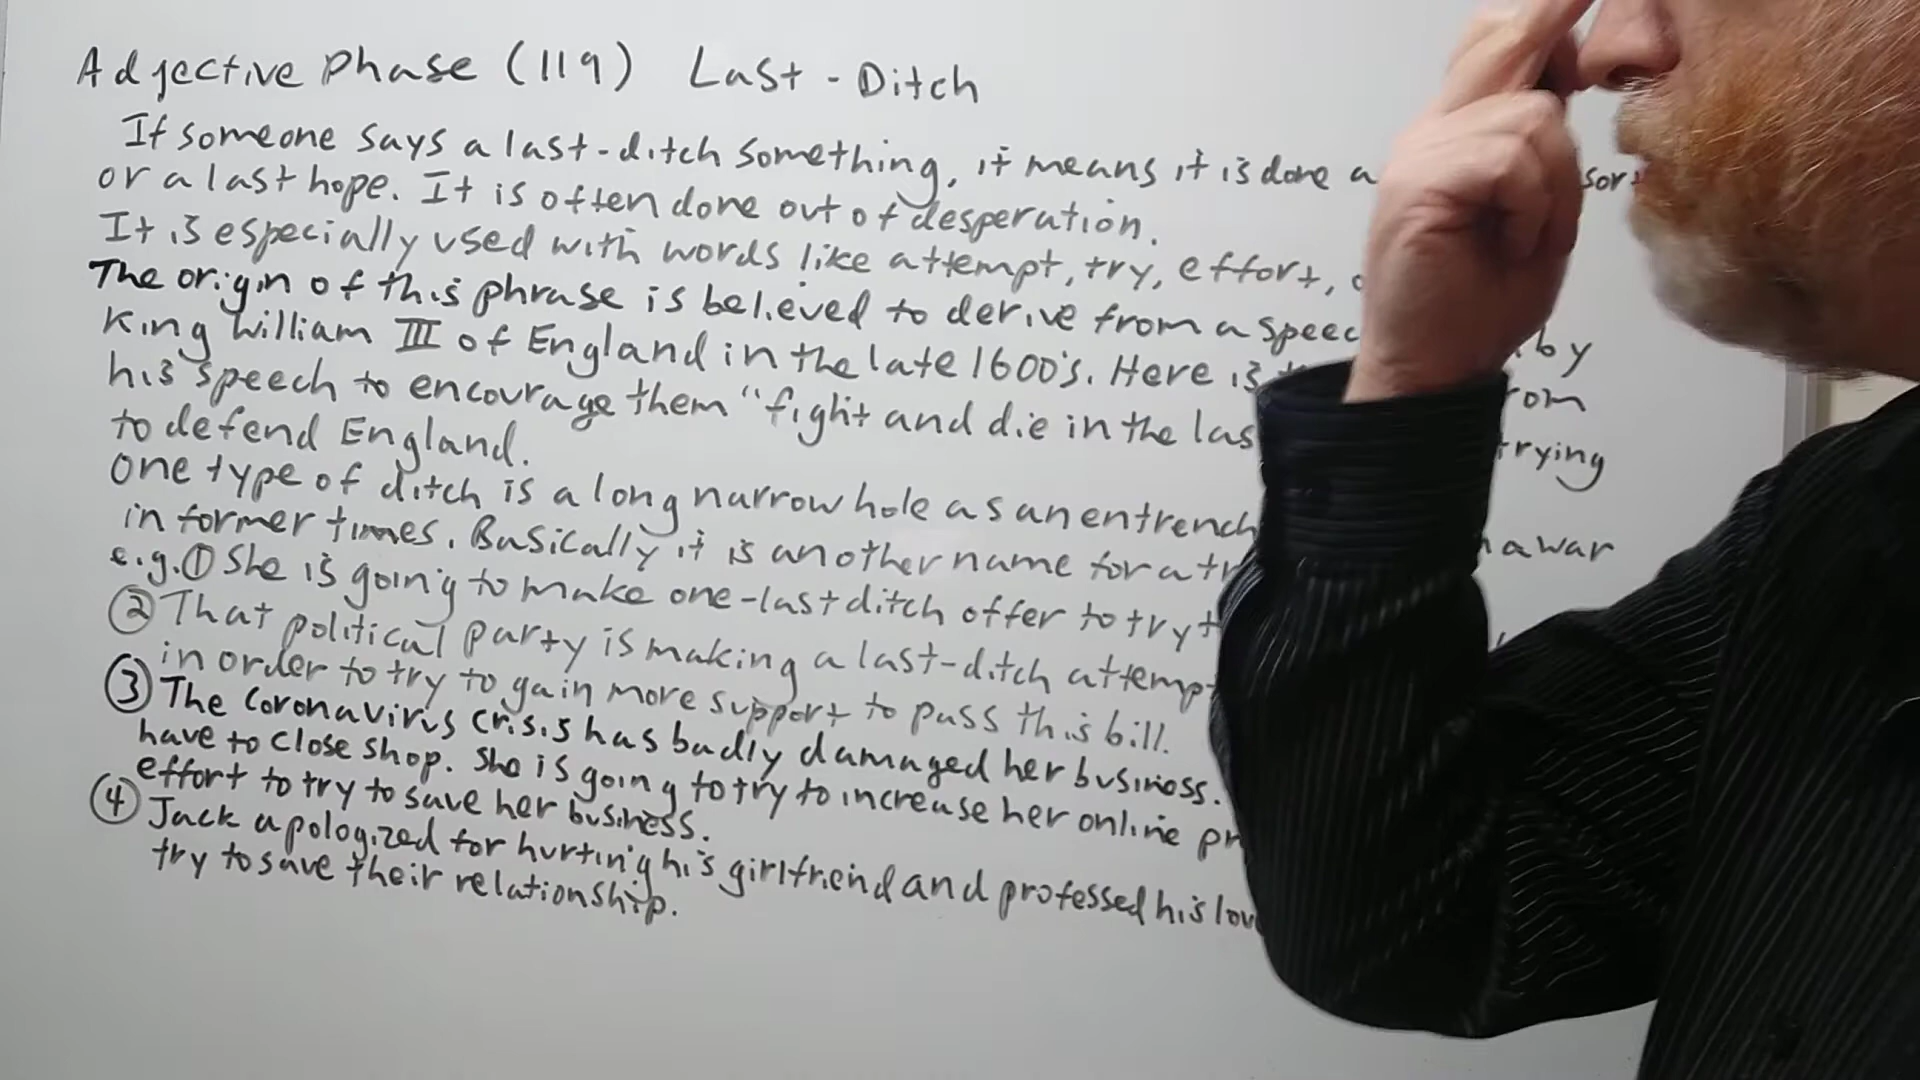 Adjective phase (119) Last-Ditch
If someone says a last-ditch something, it means it is done
or a last hope. It is often done out of desperation.
It is especially used with words like attempt, try, effort,
The origin of this phrase is believed to derive from a by
King William III of England in the late 1600's. Here is
his speech to encourage them "fight and die in the trying
to defend England.
One type of ditch is a long narrow hole as an a war
in former times. Basically it is another name for a
e.g. ① She is going to make one-last ditch offer to try
② That political party is making a last-ditch
in order to try to gain more support to pass this bill.
③ The Coronavirus crisis has badly damaged her business.
have to close shop. She is going to try to increase her online
effort to try to save her business.
④ Jack apologized for hurting his girlfriend and professed his
try to save their relationship.